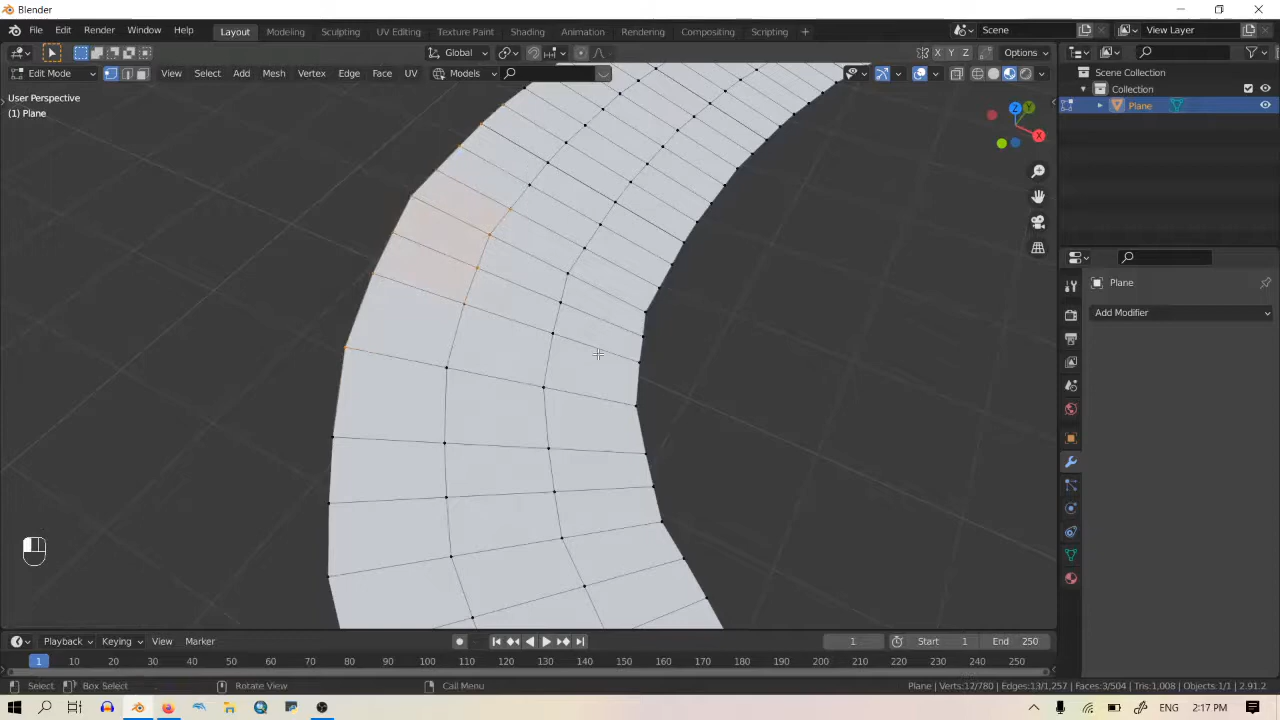 Blender
File Edit Render Window Help Layout Modeling Sculpting UV Editing Texture Paint Shading Animation Rendering Compositing Scripting + Scene View Layer
Global X Y Z Options
Edit Mode View Select Add Mesh Vertex Edge Face UV Models
User Perspective
(1) Plane
Z Y X
Scene Collection
Collection
Plane
Plane
Add Modifier
Playback Keying View Marker 1 Start 1 End 250
1 10 20 30 40 50 60 70 80 90 100 110 120 130 140 150 160 170 180 190 200 210 220 230 240 250
Select Box Select Rotate View Call Menu Plane | Verts:17/780 | Edges:13/1,257 | Faces:3/504 | Tris:1,008 | Objects:1/1 | 2.91.2
2:17 PM